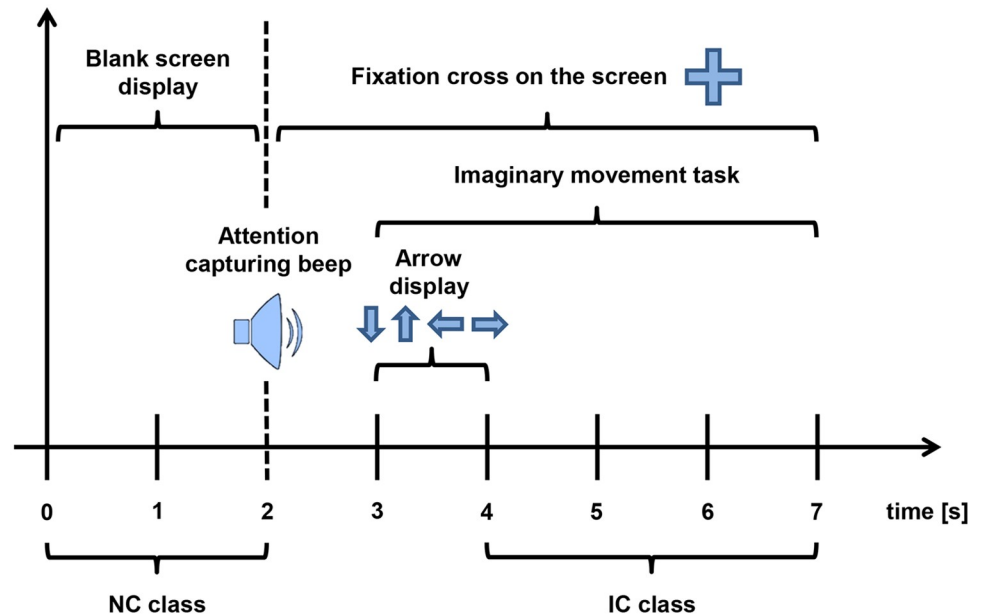 Blank screen
display
Fixation cross on the screen
Imaginary movement task
Attention
capturing beep
Arrow
display
0 1 2 3 4 5 6 7 time [s]
NC class IC class